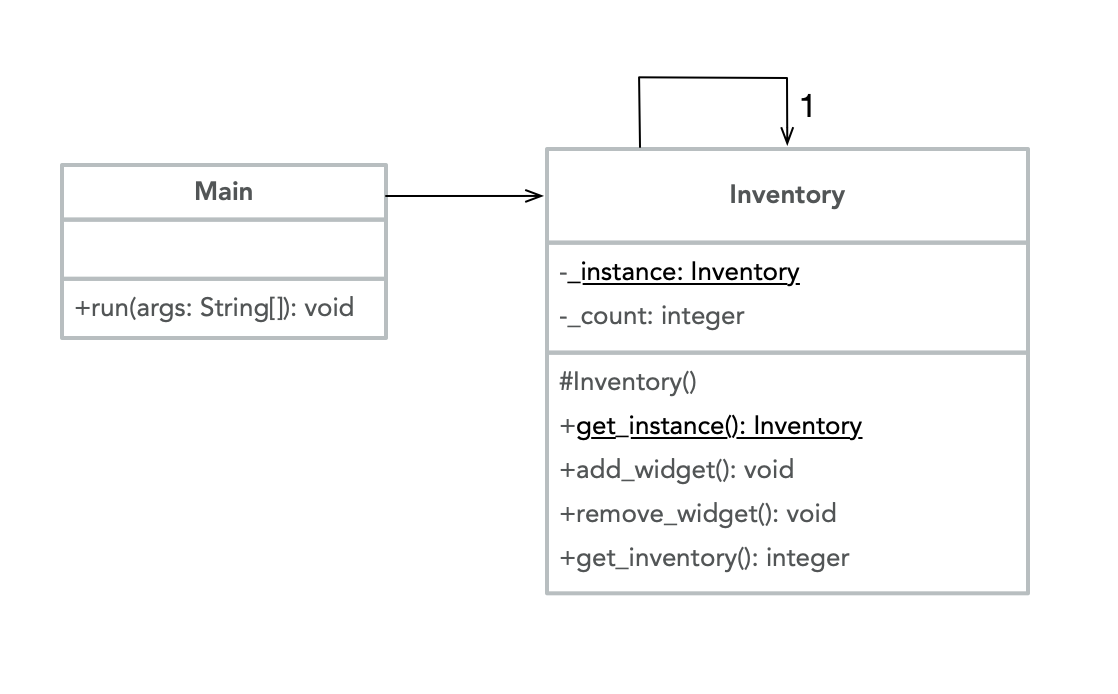 1
Main
+run(args: String[]): void
Inventory
-_instance: Inventory
-_count: integer
#Inventory()
+get_instance(): Inventory
+add_widget(): void
+remove_widget(): void
+get_inventory(): integer